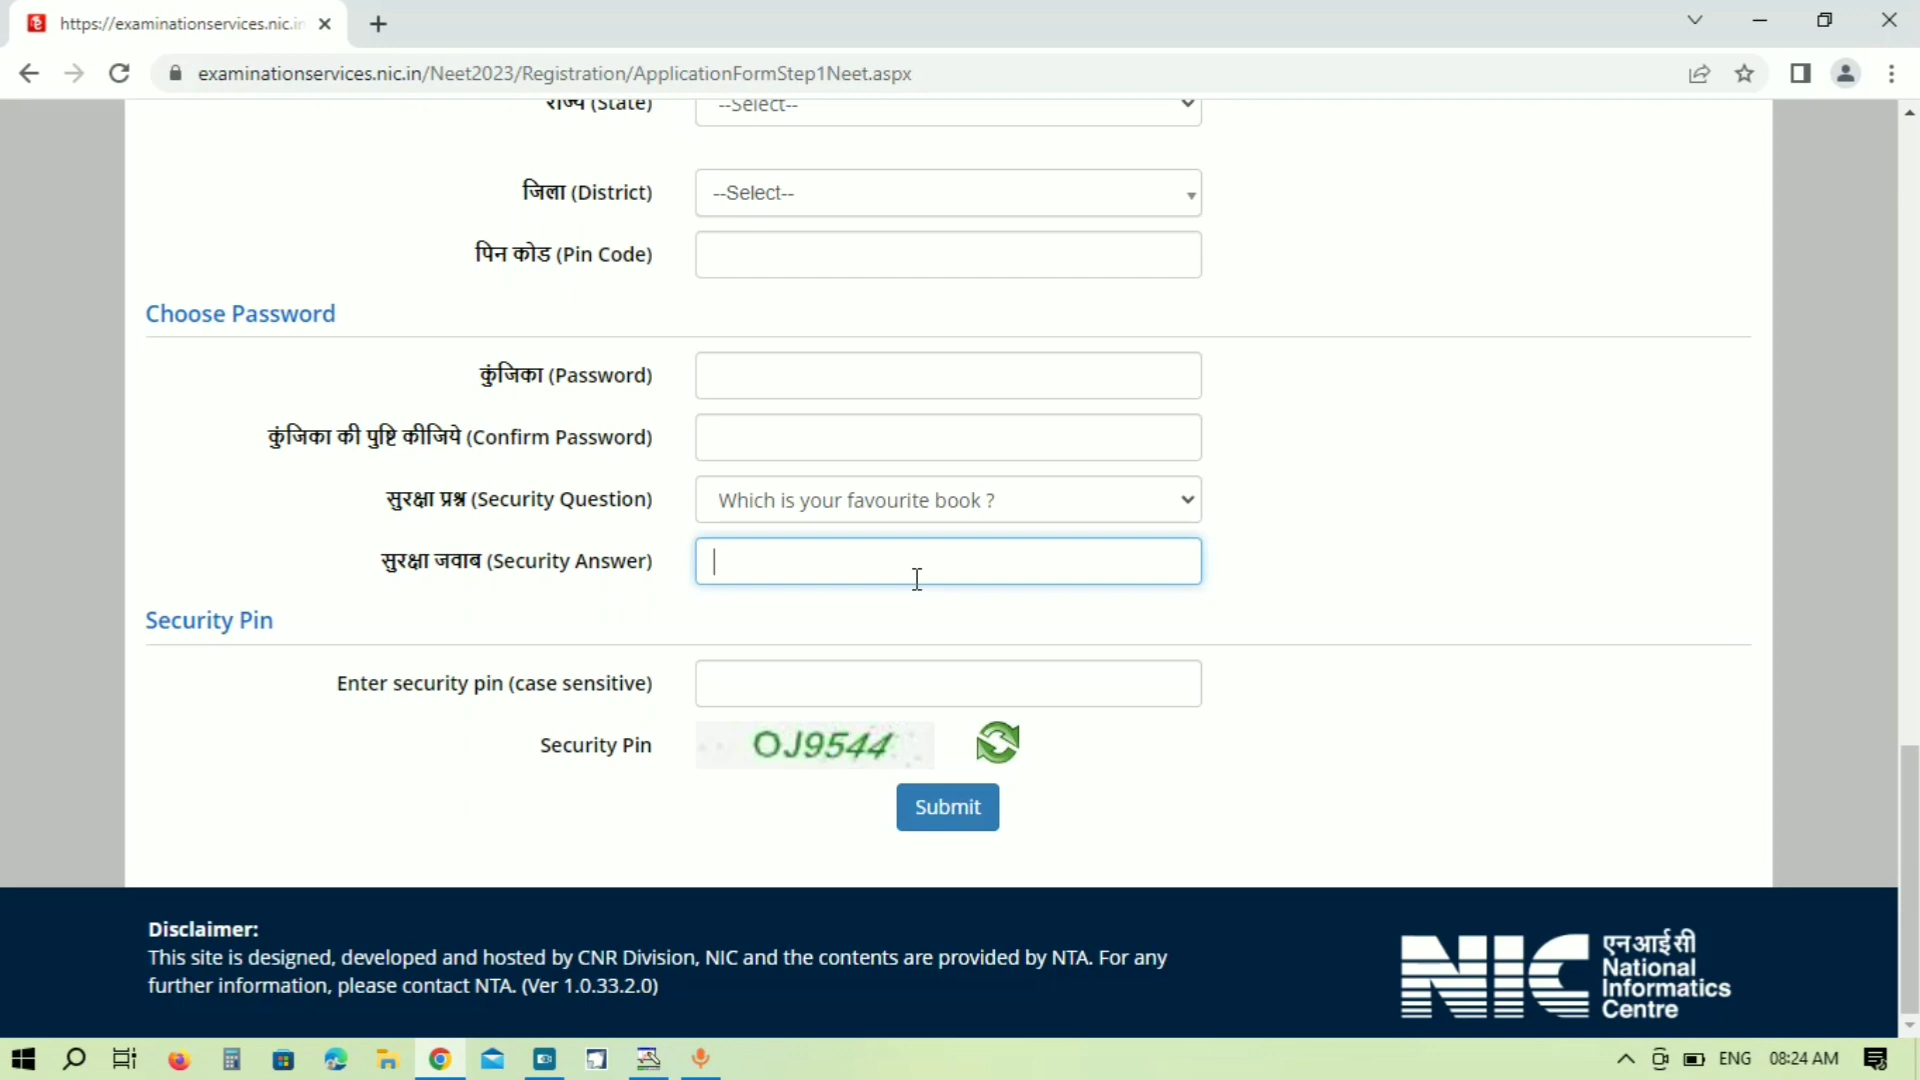 https://examinationservices.nic.in
examinationservices.nic.in/Neet2023/Registration/ApplicationFormStep1Neet.aspx
राज्य (State)
--Select--
जिला (District)
--Select--
पिन कोड (Pin Code)
Choose Password
कुंजिका (Password)
कुंजिका की पुष्टि कीजिये (Confirm Password)
सुरक्षा प्रश्न (Security Question)
Which is your favourite book ?
सुरक्षा जवाब (Security Answer)
Security Pin
Enter security pin (case sensitive)
Security Pin
OJ9544
Submit
Disclaimer:
This site is designed, developed and hosted by CNR Division, NIC and the contents are provided by NTA. For any
further information, please contact NTA. (Ver 1.0.33.2.0)
NIC
एन आई सी
National
Informatics
Centre
ENG
08:24 AM